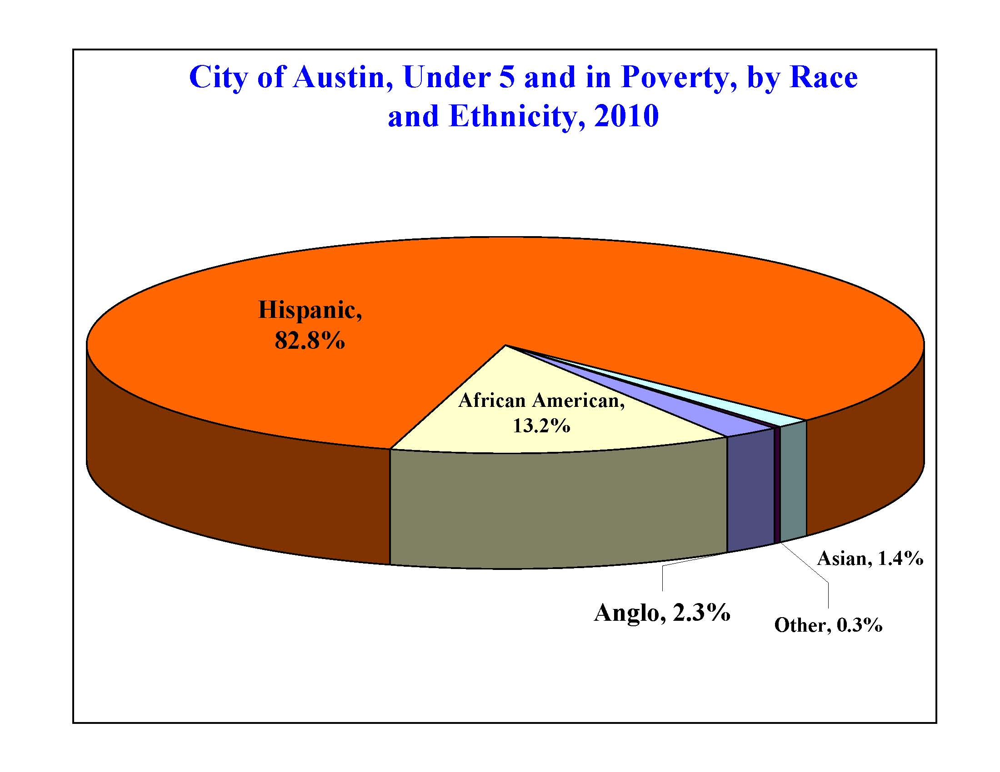 City of Austin, Under 5 and in Poverty, by Race
and Ethnicity, 2010
Hispanic,
82.8%
African American,
13.2%
Asian, 1.4%
Anglo, 2.3%
Other, 0.3%